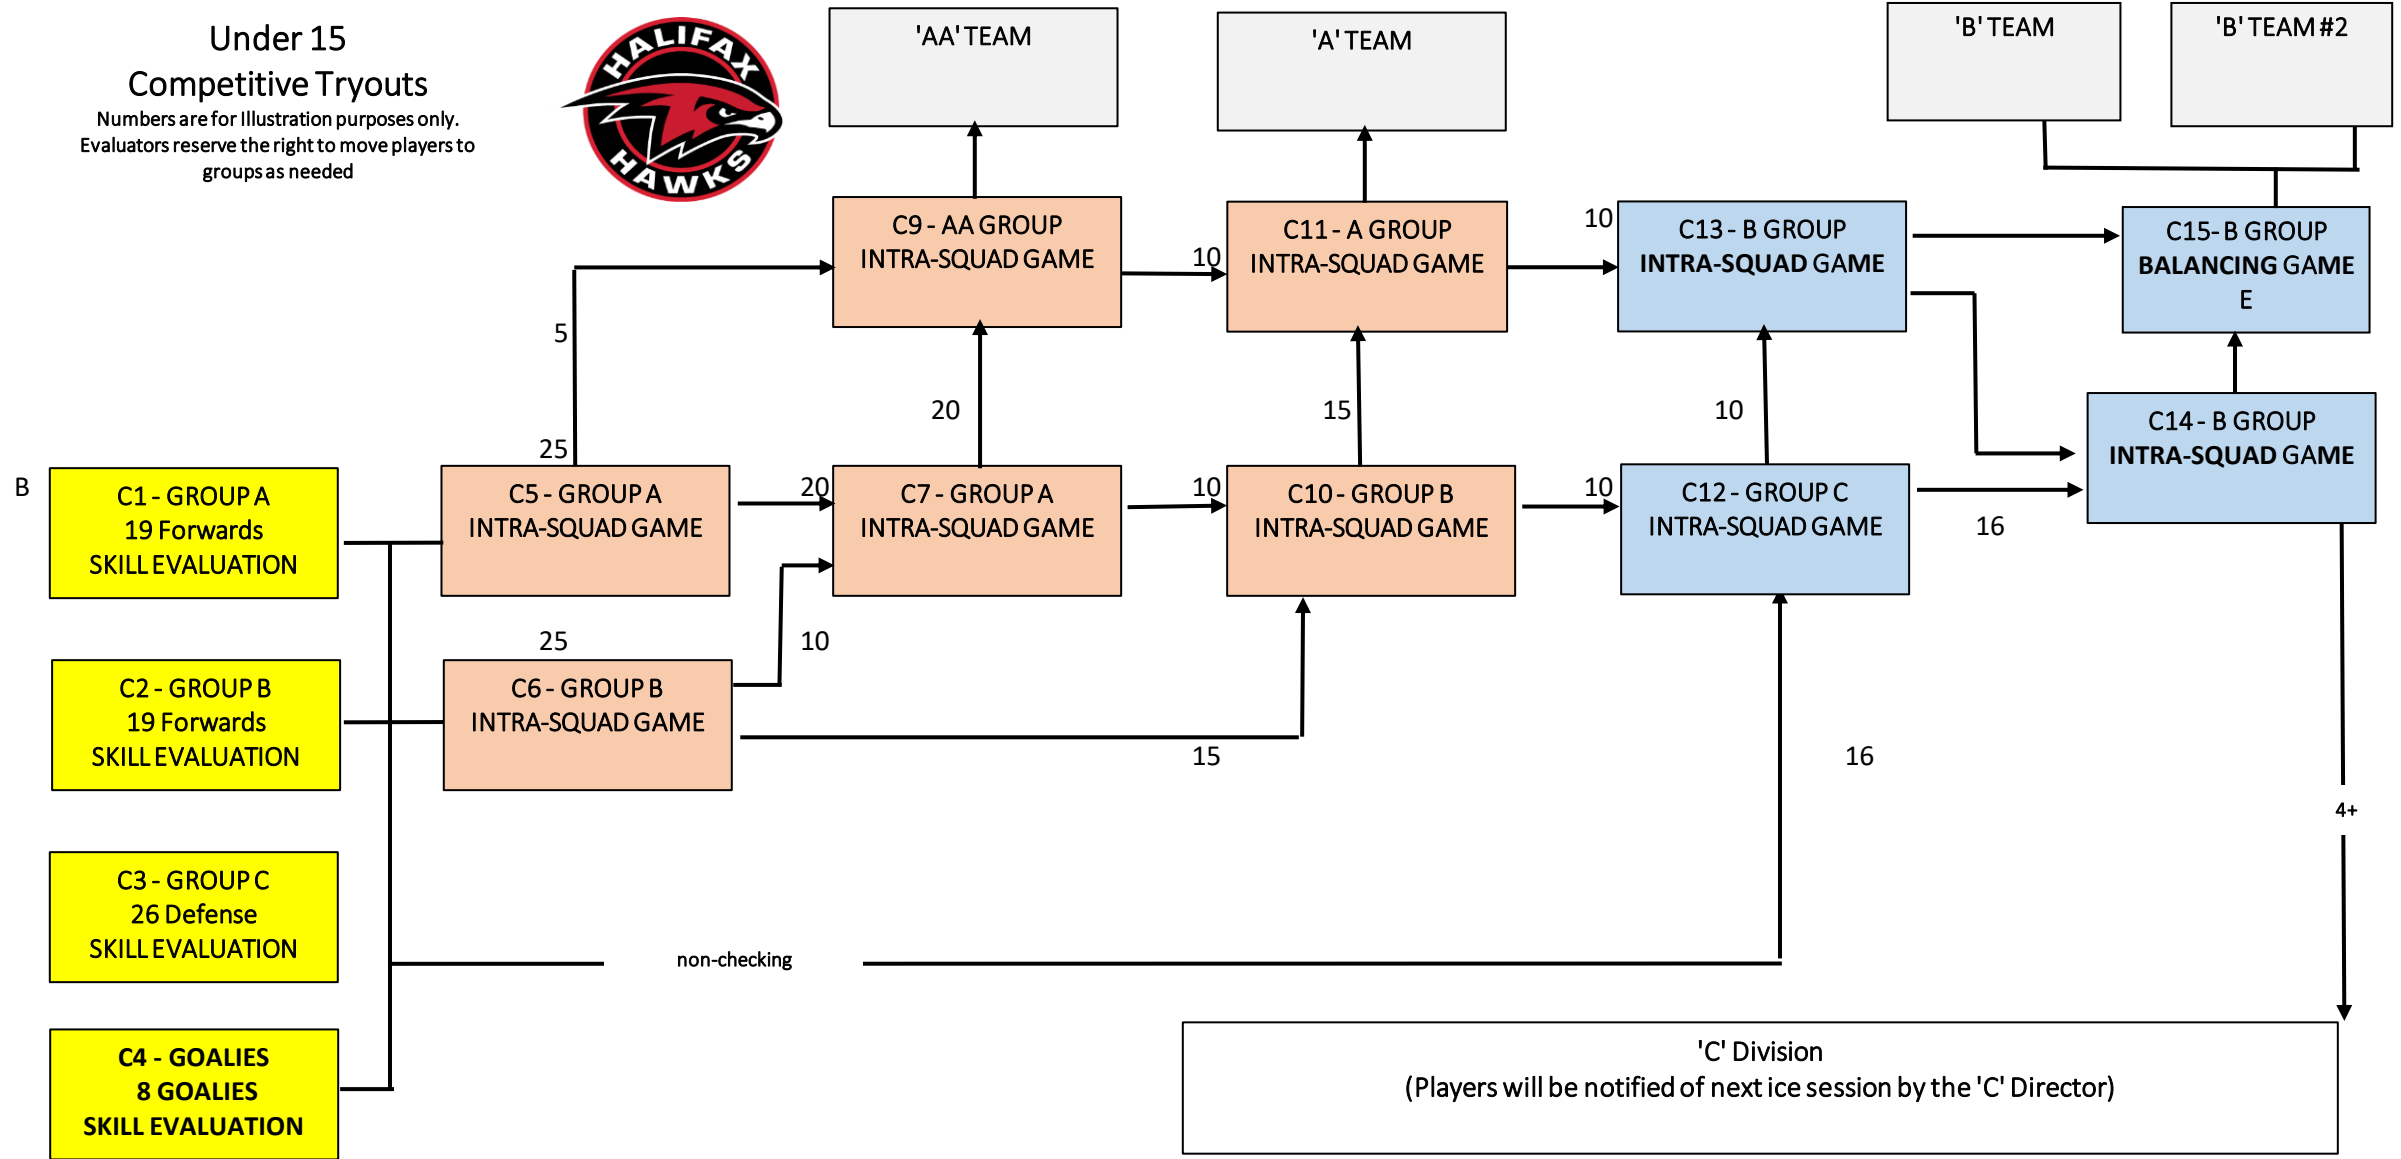 Under 15
Competitive Tryouts
Numbers are for Illustration purposes only.
Evaluators reserve the right to move players to
groups as needed
HALIFAX
HAWKS
'AA' TEAM
'A' TEAM
'B' TEAM
'B' TEAM #2
C9 - AA GROUP
INTRA-SQUAD GAME
10
C11 - A GROUP
INTRA-SQUAD GAME
10
C13 - B GROUP
INTRA-SQUAD GAME
C15- B GROUP
BALANCING GAME
E
5
20
15
10
25
B
C1 - GROUP A
19 Forwards
SKILL EVALUATION
C5 - GROUP A
INTRA-SQUAD GAME
20
C7 - GROUP A
INTRA-SQUAD GAME
10
C10 - GROUP B
INTRA-SQUAD GAME
10
C12 - GROUP C
INTRA-SQUAD GAME
16
C14 - B GROUP
INTRA-SQUAD GAME
25
10
C2 - GROUP B
19 Forwards
SKILL EVALUATION
C6 - GROUP B
INTRA-SQUAD GAME
15
16
4+
C3 - GROUP C
26 Defense
SKILL EVALUATION
non-checking
C4 - GOALIES
8 GOALIES
SKILL EVALUATION
'C' Division
(Players will be notified of next ice session by the 'C' Director)